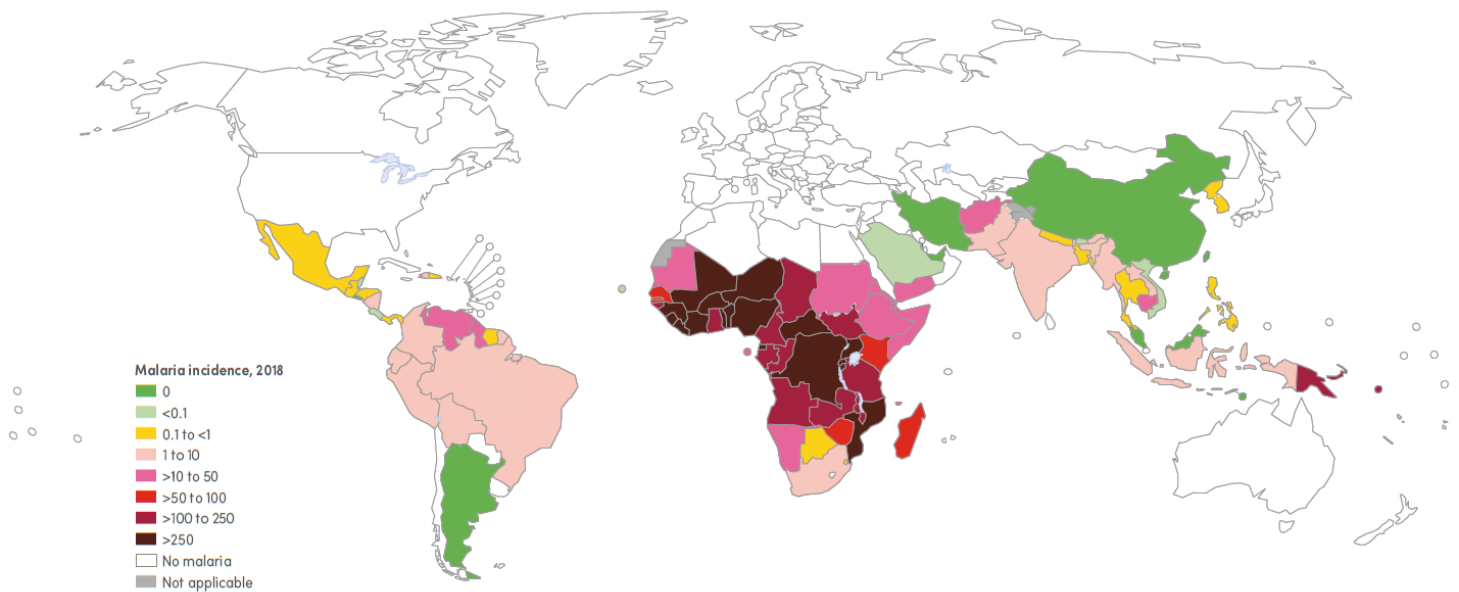 Malaria incidence, 2018
0
<0.1
0.1 to <1
1 to 10
>10 to 50
>50 to 100
>100 to 250
>250
No malaria
Not applicable